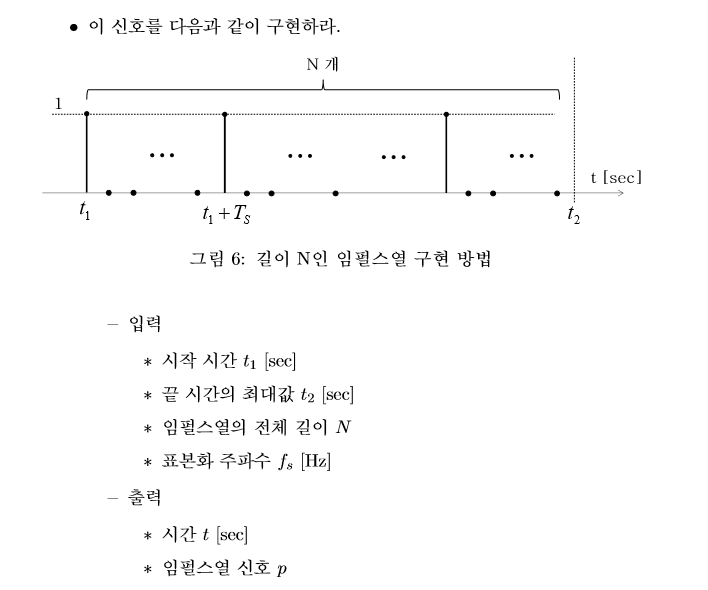 • 이 신호를 다음과 같이 구현하라.
N 개
1
t [sec]
t₁
t₁ + T_S
t₂
그림 6: 길이 N인 임펄스열 구현 방법
– 입력
∗ 시작 시간 t₁ [sec]
∗ 끝 시간의 최대값 t₂ [sec]
∗ 임펄스열의 전체 길이 N
∗ 표본화 주파수 fₛ [Hz]
– 출력
∗ 시간 t [sec]
∗ 임펄스열 신호 p